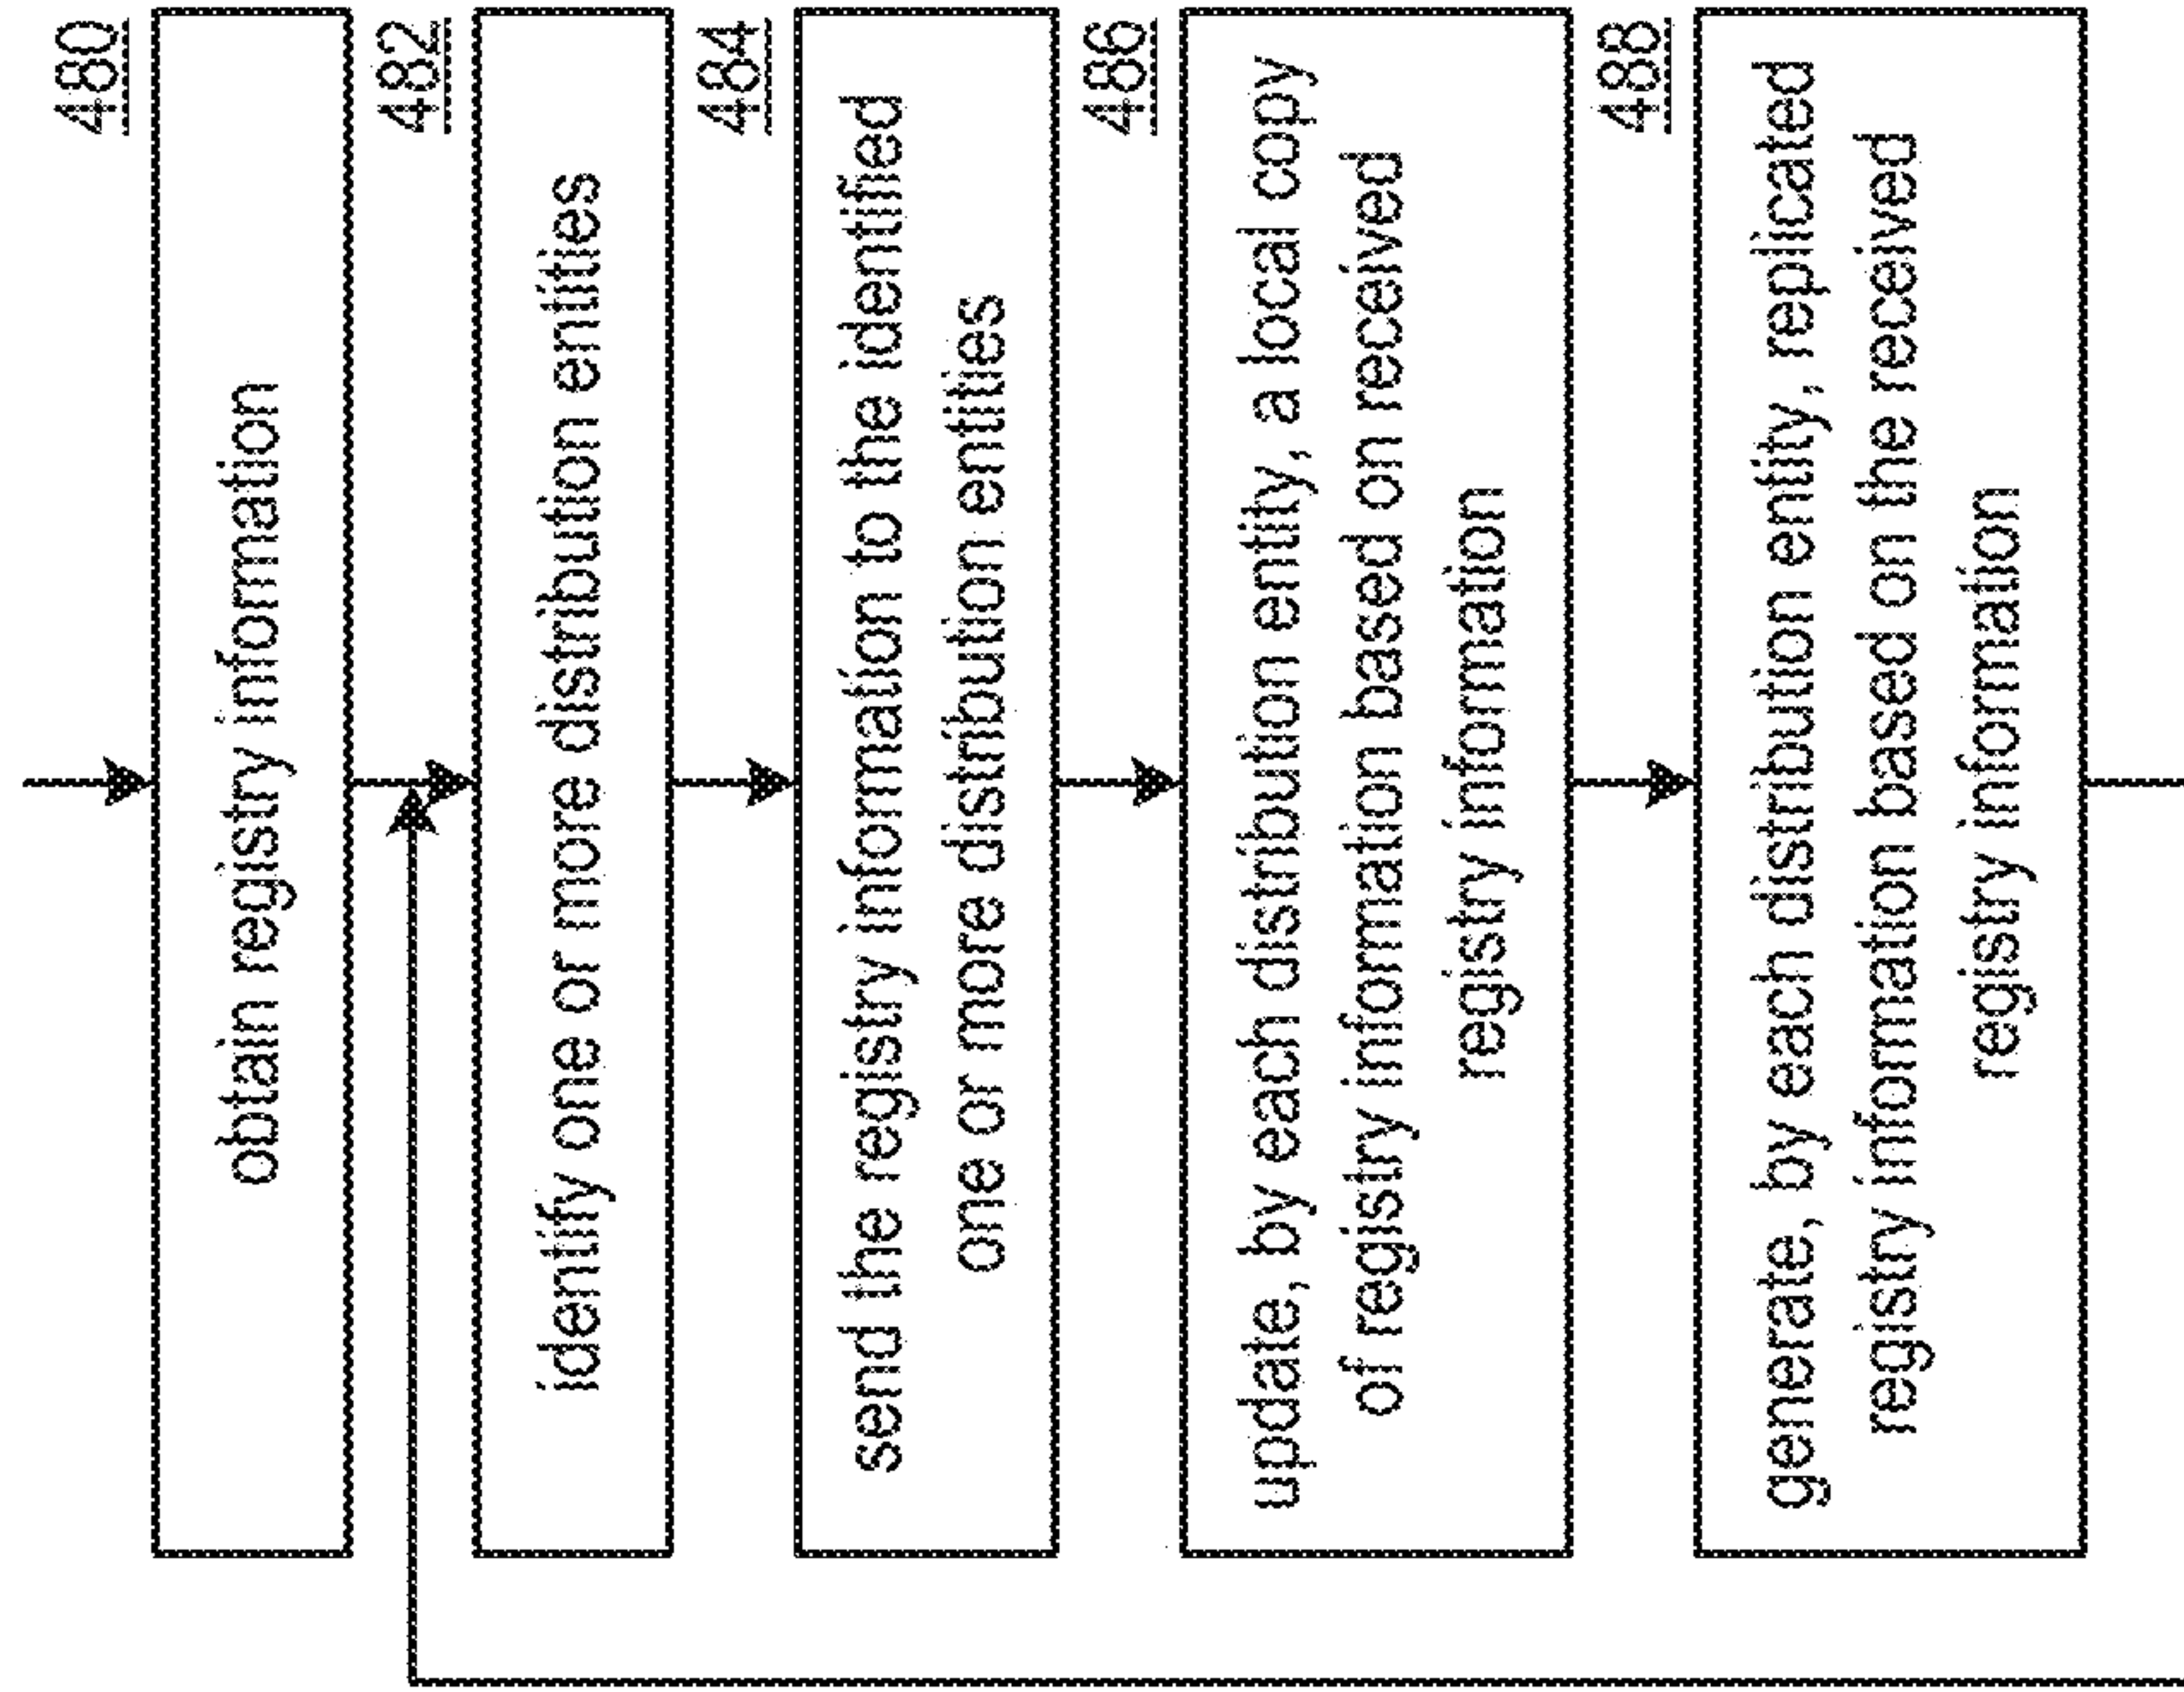 480
obtain registry information
482
identify one or more distribution entities
484
send the registry information to the identified
one or more distribution entities
486
update, by each distribution entity, a local copy
of registry information based on received
registry information
488
generate, by each distribution entity, replicated
registry information based on the received
registry information